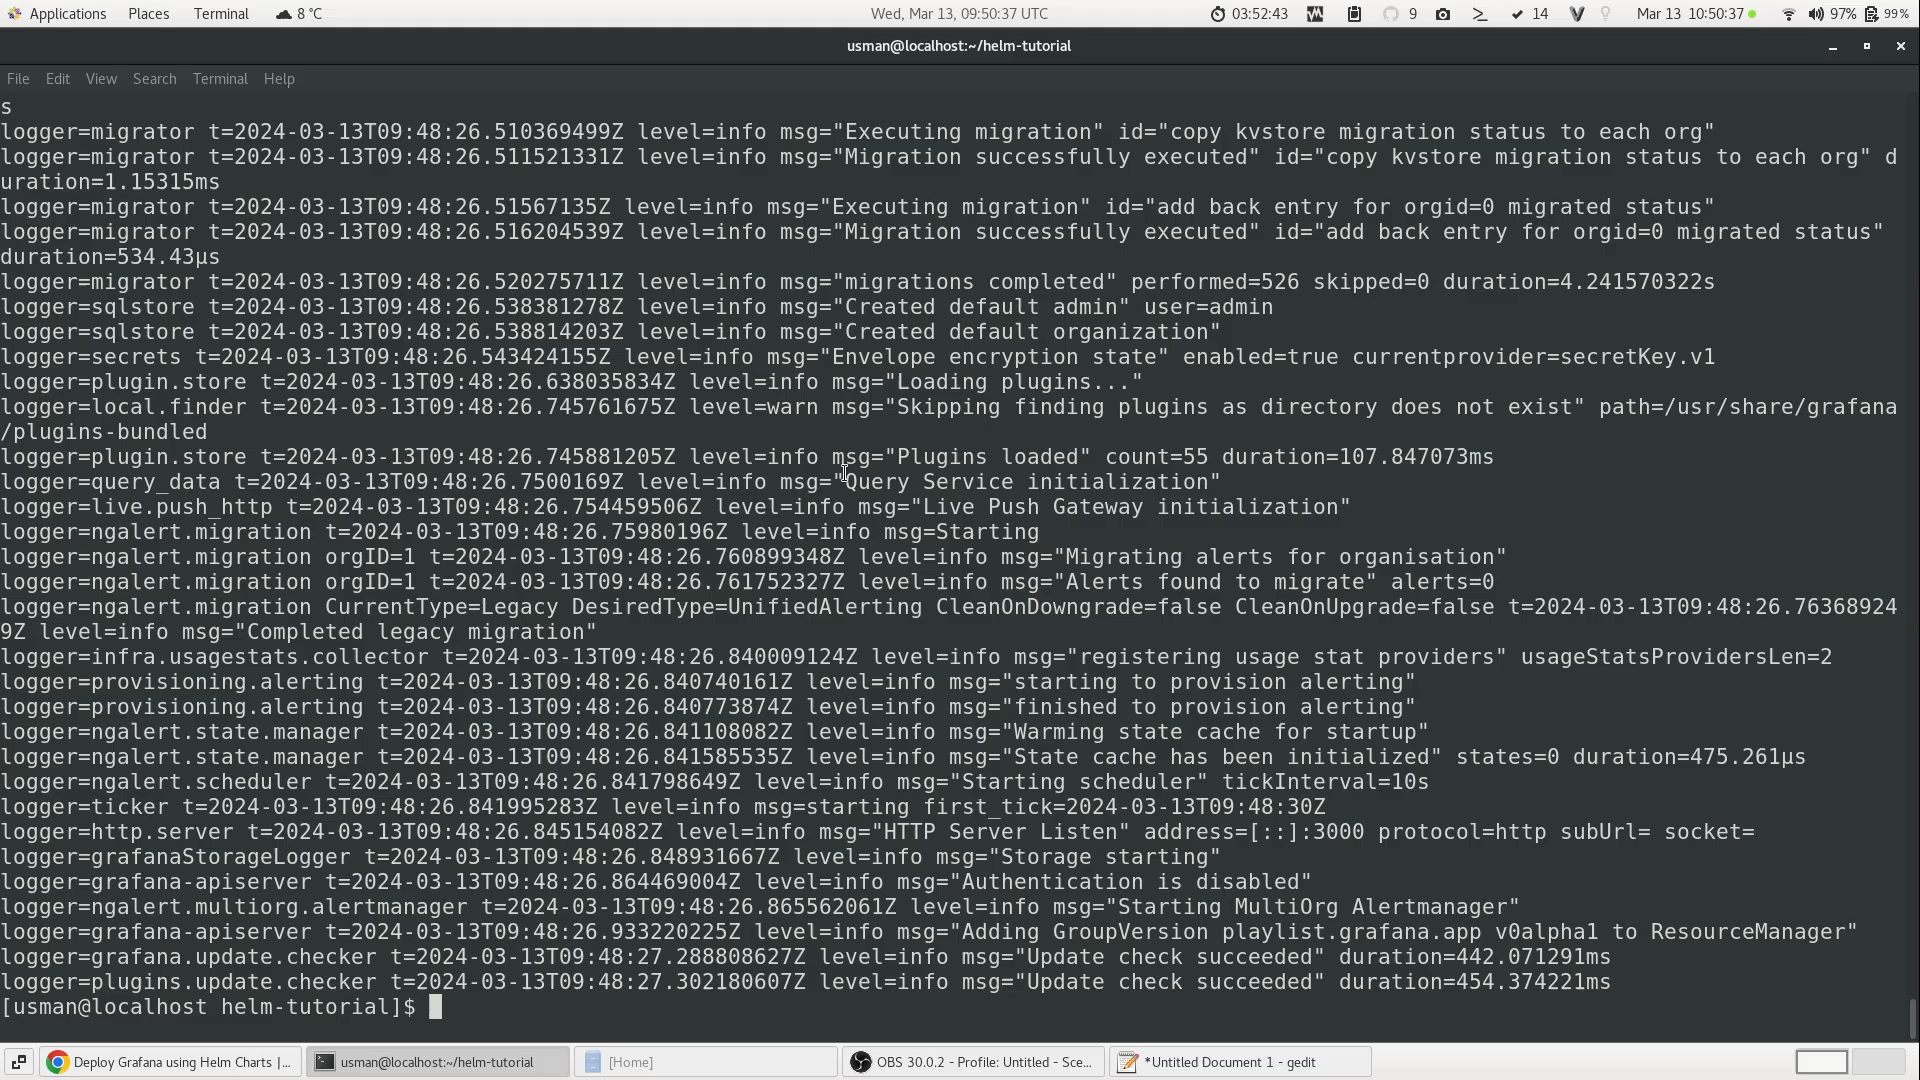 Applications Places Terminal 8 °C Wed, Mar 13, 09:50:37 UTC 03:52:43 9 14 Mar 13 10:50:37 97% 99%
usman@localhost:~/helm-tutorial
File Edit View Search Terminal Help
s
logger=migrator t=2024-03-13T09:48:26.510369499Z level=info msg="Executing migration" id="copy kvstore migration status to each org"
logger=migrator t=2024-03-13T09:48:26.511521331Z level=info msg="Migration successfully executed" id="copy kvstore migration status to each org" d
uration=1.15315ms
logger=migrator t=2024-03-13T09:48:26.51567135Z level=info msg="Executing migration" id="add back entry for orgid=0 migrated status"
logger=migrator t=2024-03-13T09:48:26.516204539Z level=info msg="Migration successfully executed" id="add back entry for orgid=0 migrated status"
duration=534.43µs
logger=migrator t=2024-03-13T09:48:26.520275711Z level=info msg="migrations completed" performed=526 skipped=0 duration=4.241570322s
logger=sqlstore t=2024-03-13T09:48:26.538381278Z level=info msg="Created default admin" user=admin
logger=sqlstore t=2024-03-13T09:48:26.538814203Z level=info msg="Created default organization"
logger=secrets t=2024-03-13T09:48:26.543424155Z level=info msg="Envelope encryption state" enabled=true currentprovider=secretKey.v1
logger=plugin.store t=2024-03-13T09:48:26.638035834Z level=info msg="Loading plugins..."
logger=local.finder t=2024-03-13T09:48:26.745761675Z level=warn msg="Skipping finding plugins as directory does not exist" path=/usr/share/grafana
/plugins-bundled
logger=plugin.store t=2024-03-13T09:48:26.745881205Z level=info msg="Plugins loaded" count=55 duration=107.847073ms
logger=query_data t=2024-03-13T09:48:26.7500169Z level=info msg="Query Service initialization"
logger=live.push_http t=2024-03-13T09:48:26.754459506Z level=info msg="Live Push Gateway initialization"
logger=ngalert.migration t=2024-03-13T09:48:26.75980196Z level=info msg=Starting
logger=ngalert.migration orgID=1 t=2024-03-13T09:48:26.760899348Z level=info msg="Migrating alerts for organisation"
logger=ngalert.migration orgID=1 t=2024-03-13T09:48:26.761752327Z level=info msg="Alerts found to migrate" alerts=0
logger=ngalert.migration CurrentType=Legacy DesiredType=UnifiedAlerting CleanOnDowngrade=false CleanOnUpgrade=false t=2024-03-13T09:48:26.76368924
9Z level=info msg="Completed legacy migration"
logger=infra.usagestats.collector t=2024-03-13T09:48:26.840009124Z level=info msg="registering usage stat providers" usageStatsProvidersLen=2
logger=provisioning.alerting t=2024-03-13T09:48:26.840740161Z level=info msg="starting to provision alerting"
logger=provisioning.alerting t=2024-03-13T09:48:26.840773874Z level=info msg="finished to provision alerting"
logger=ngalert.state.manager t=2024-03-13T09:48:26.841108082Z level=info msg="Warming state cache for startup"
logger=ngalert.state.manager t=2024-03-13T09:48:26.841585535Z level=info msg="State cache has been initialized" states=0 duration=475.261µs
logger=ngalert.scheduler t=2024-03-13T09:48:26.841798649Z level=info msg="Starting scheduler" tickInterval=10s
logger=ticker t=2024-03-13T09:48:26.841995283Z level=info msg=starting first_tick=2024-03-13T09:48:30Z
logger=http.server t=2024-03-13T09:48:26.845154082Z level=info msg="HTTP Server Listen" address=[::]:3000 protocol=http subUrl= socket=
logger=grafanaStorageLogger t=2024-03-13T09:48:26.848931667Z level=info msg="Storage starting"
logger=grafana-apiserver t=2024-03-13T09:48:26.864469004Z level=info msg="Authentication is disabled"
logger=ngalert.multiorg.alertmanager t=2024-03-13T09:48:26.865562061Z level=info msg="Starting MultiOrg Alertmanager"
logger=grafana-apiserver t=2024-03-13T09:48:26.933220225Z level=info msg="Adding GroupVersion playlist.grafana.app v0alpha1 to ResourceManager"
logger=grafana.update.checker t=2024-03-13T09:48:27.288808627Z level=info msg="Update check succeeded" duration=442.071291ms
logger=plugins.update.checker t=2024-03-13T09:48:27.302180607Z level=info msg="Update check succeeded" duration=454.374221ms
[usman@localhost helm-tutorial]$
Deploy Grafana using Helm Charts |... usman@localhost:~/helm-tutorial [Home] OBS 30.0.2 - Profile: Untitled - Sce... *Untitled Document 1 - gedit